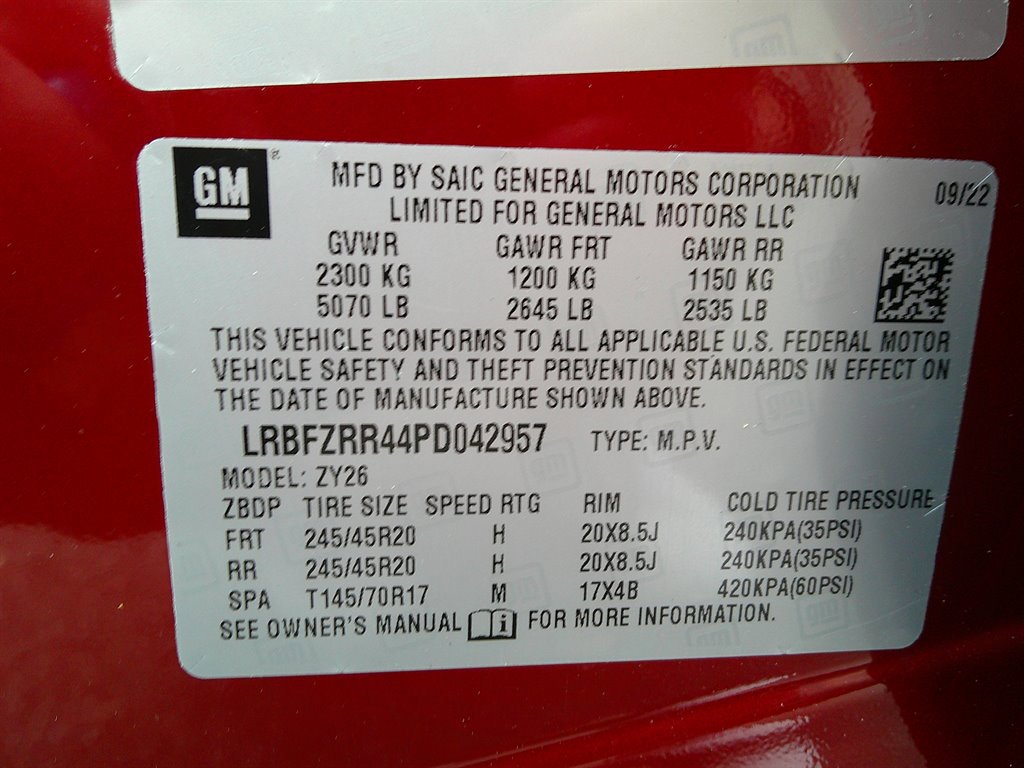 GM
MFD BY SAIC GENERAL MOTORS CORPORATION 09/22
LIMITED FOR GENERAL MOTORS LLC
GVWR GAWR FRT GAWR RR
2300 KG 1200 KG 1150 KG
5070 LB 2645 LB 2535 LB
THIS VEHICLE CONFORMS TO ALL APPLICABLE U.S. FEDERAL MOTOR
VEHICLE SAFETY AND THEFT PREVENTION STANDARDS IN EFFECT ON
THE DATE OF MANUFACTURE SHOWN ABOVE.
LRBFZRR44PD042957 TYPE: M.P.V.
MODEL: ZY26
ZBDP TIRE SIZE SPEED RTG RIM COLD TIRE PRESSURE
FRT 245/45R20 H 20X8.5J 240KPA(35PSI)
RR 245/45R20 H 20X8.5J 240KPA(35PSI)
SPA T145/70R17 M 17X4B 420KPA(60PSI)
SEE OWNER'S MANUAL i FOR MORE INFORMATION.